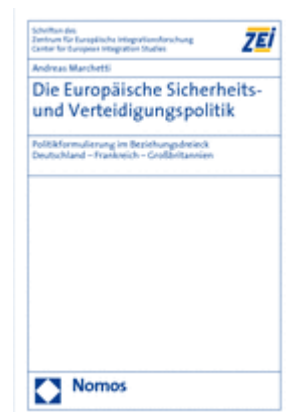 Schriften des
Zentrum für Europäische Integrationsforschung
Center for European Integration Studies
ZEI
Andreas Marchetti
Die Europäische Sicherheits-
und Verteidigungspolitik
Politikformulierung im Beziehungsdreieck
Deutschland – Frankreich – Großbritannien
Nomos